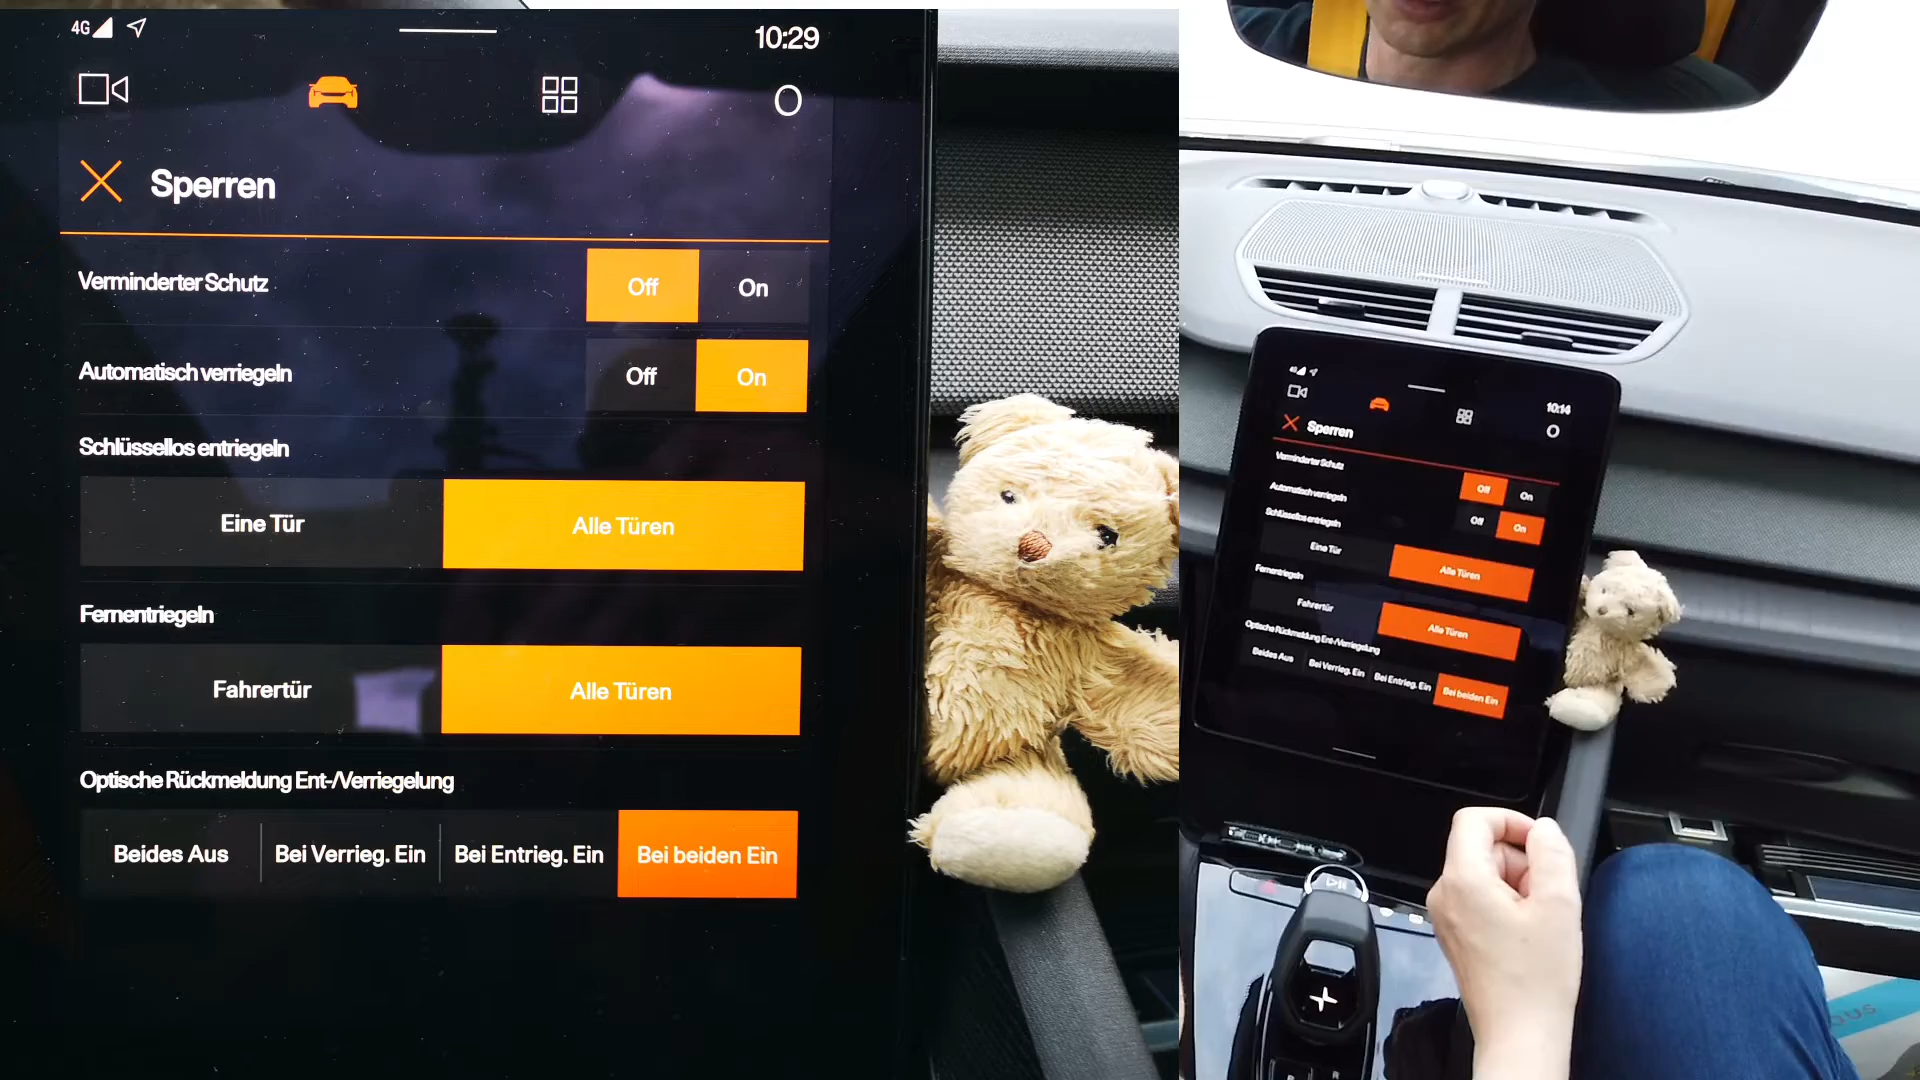 4G
10:29
O
Sperren
Verminderter Schutz
Off
On
Automatisch verriegeln
Off
On
Schlüssellos entriegeln
Eine Tür
Alle Türen
Fernentriegeln
Fahrertür
Alle Türen
Optische Rückmeldung Ent-/Verriegelung
Beides Aus
Bei Verrieg. Ein
Bei Entrieg. Ein
Bei beiden Ein
10:14
O
Sperren
Verminderter Schutz
Off
On
Automatisch verriegeln
Off
On
Schlüssellos entriegeln
Eine Tür
Alle Türen
Fernentriegeln
Fahrertür
Alle Türen
Optische Rückmeldung Ent-/Verriegelung
Beides Aus
Bei Verrieg. Ein
Bei Entrieg. Ein
Bei beiden Ein
R